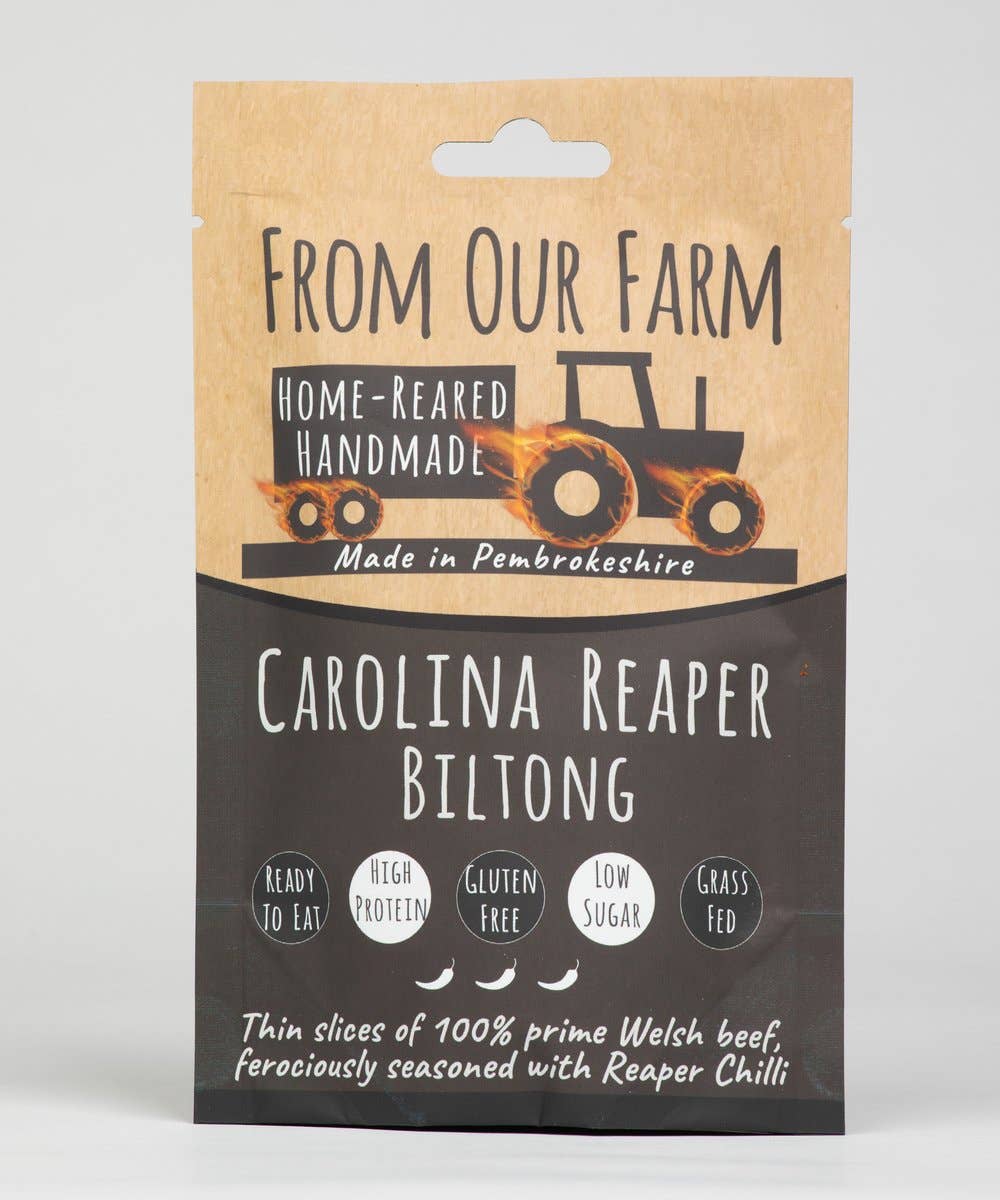 From Our Farm
Home-Reared
Handmade
Made in Pembrokeshire
Carolina Reaper
Biltong
Ready
To Eat
High
Protein
Gluten
Free
Low
Sugar
Grass
Fed
Thin slices of 100% prime Welsh beef,
ferociously seasoned with Reaper Chilli